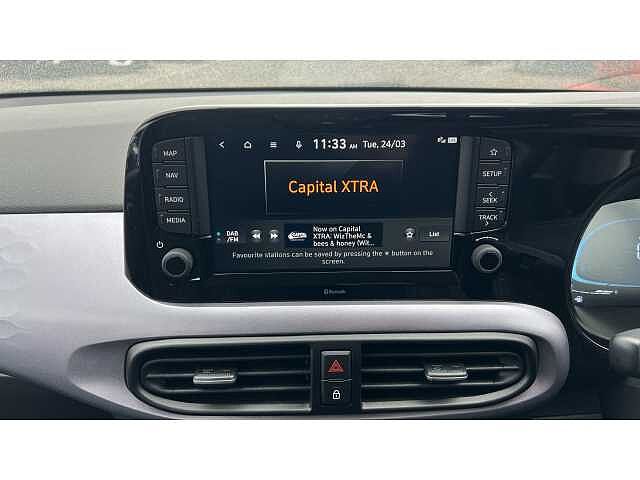 MAP
NAV
RADIO
MEDIA
11:33 AM Tue, 24/03
Capital XTRA
DAB
/FM
CAPITAL
Now on Capital
XTRA: WizTheMc &
bees & honey (Wit...
List
Favourite stations can be saved by pressing the ★ button on the
screen.
SETUP
SEEK
TRACK
Bluetooth